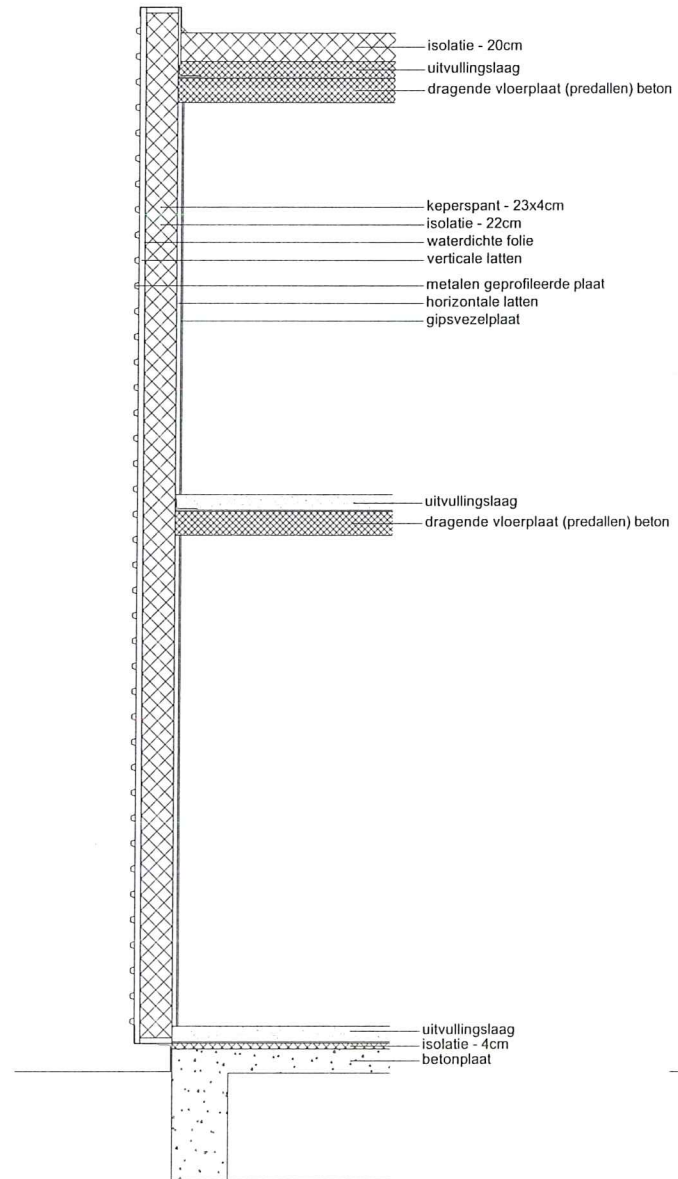 isolatie - 20cm
uitvullingslaag
dragende vloerplaat (predallen) beton
keperspant - 23x4cm
isolatie - 22cm
waterdichte folie
verticale latten
metalen geprofileerde plaat
horizontale latten
gipsvezelplaat
uitvullingslaag
dragende vloerplaat (predallen) beton
uitvullingslaag
isolatie - 4cm
betonplaat